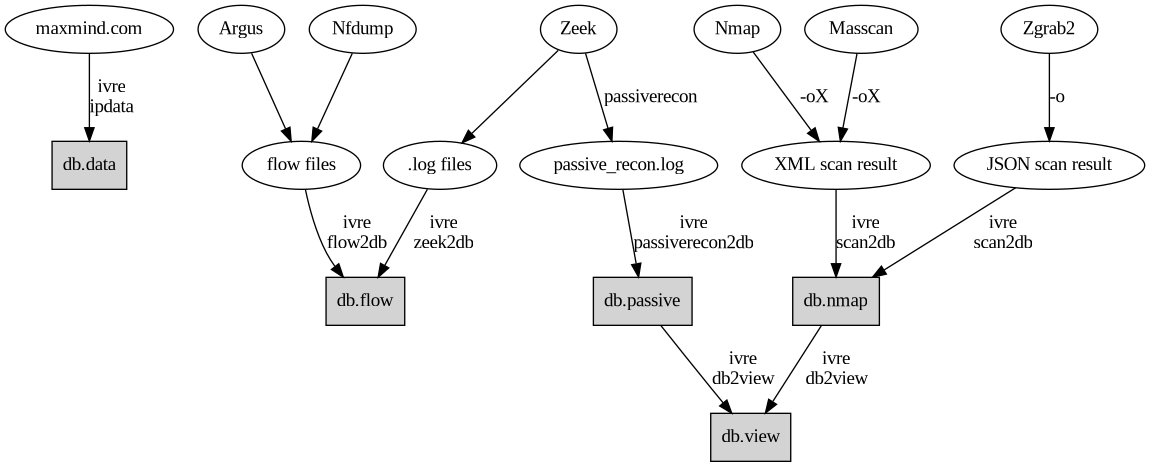 maxmind.com
Argus
Nfdump
Zeek
Nmap
Masscan
Zgrab2
ivre
ipdata
passiverecon
-oX
-oX
-o
db.data
flow files
.log files
passive_recon.log
XML scan result
JSON scan result
ivre
flow2db
ivre
zeek2db
ivre
passiverecon2db
ivre
scan2db
ivre
scan2db
db.flow
db.passive
db.nmap
ivre
db2view
ivre
db2view
db.view